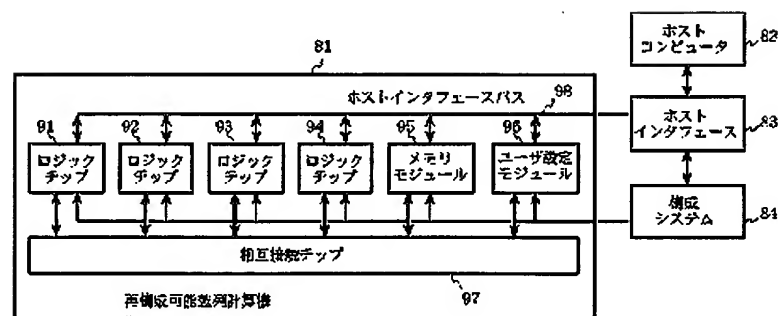 81
ホスト
コンピュータ
82
ホストインタフェースバス
98
ホスト
インタフェース
83
91
92
93
94
95
96
ロジック
チップ
ロジック
チップ
ロジック
チップ
ロジック
チップ
メモリ
モジュール
ユーザ設定
モジュール
構成
システム
84
相互接続チップ
97
再構成可能並列計算機